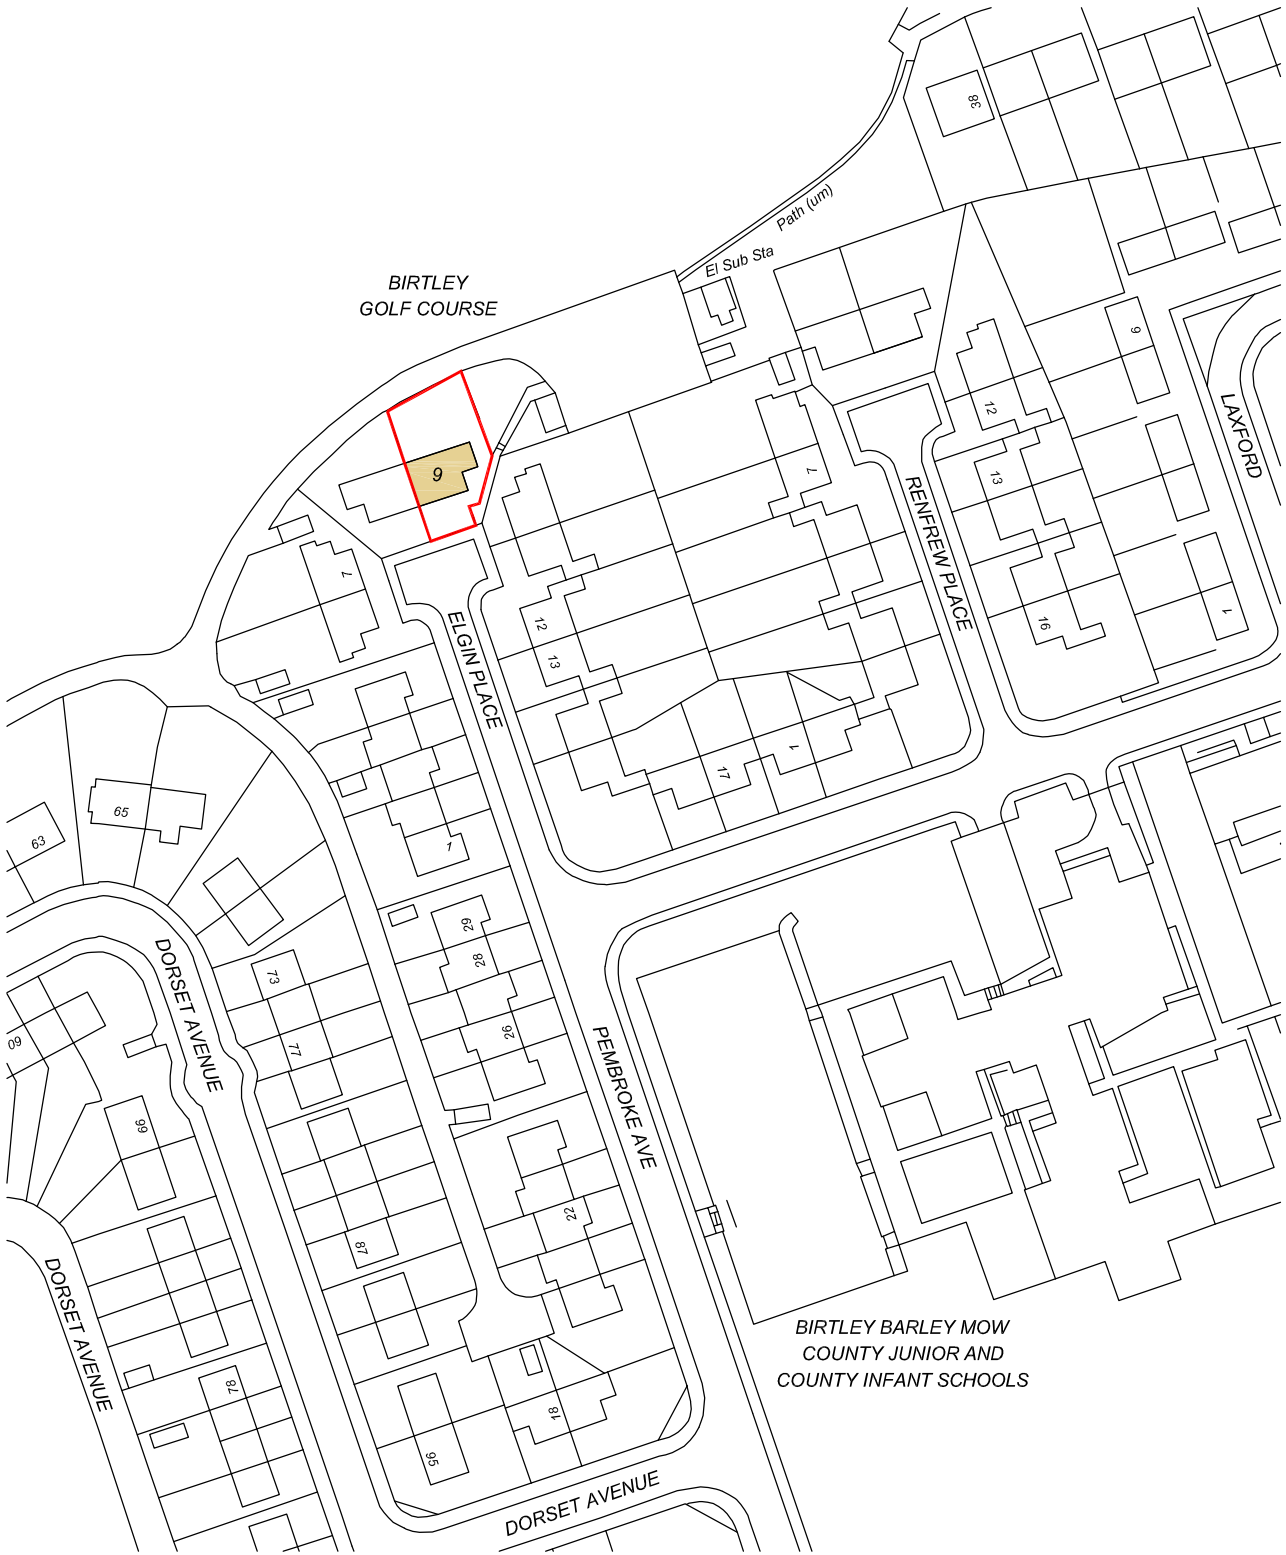 38
Path (um)
El Sub Sta
BIRTLEY
GOLF COURSE
9
12
LAXFORD
9
7
13
RENFREW PLACE
7
ELGIN PLACE
12
13
16
1
1
17
65
63
1
29
28
DORSET AVENUE
73
26
77
60
PEMBROKE AVE
66
22
87
DORSET AVENUE
BIRTLEY BARLEY MOW
COUNTY JUNIOR AND
COUNTY INFANT SCHOOLS
78
18
95
DORSET AVENUE